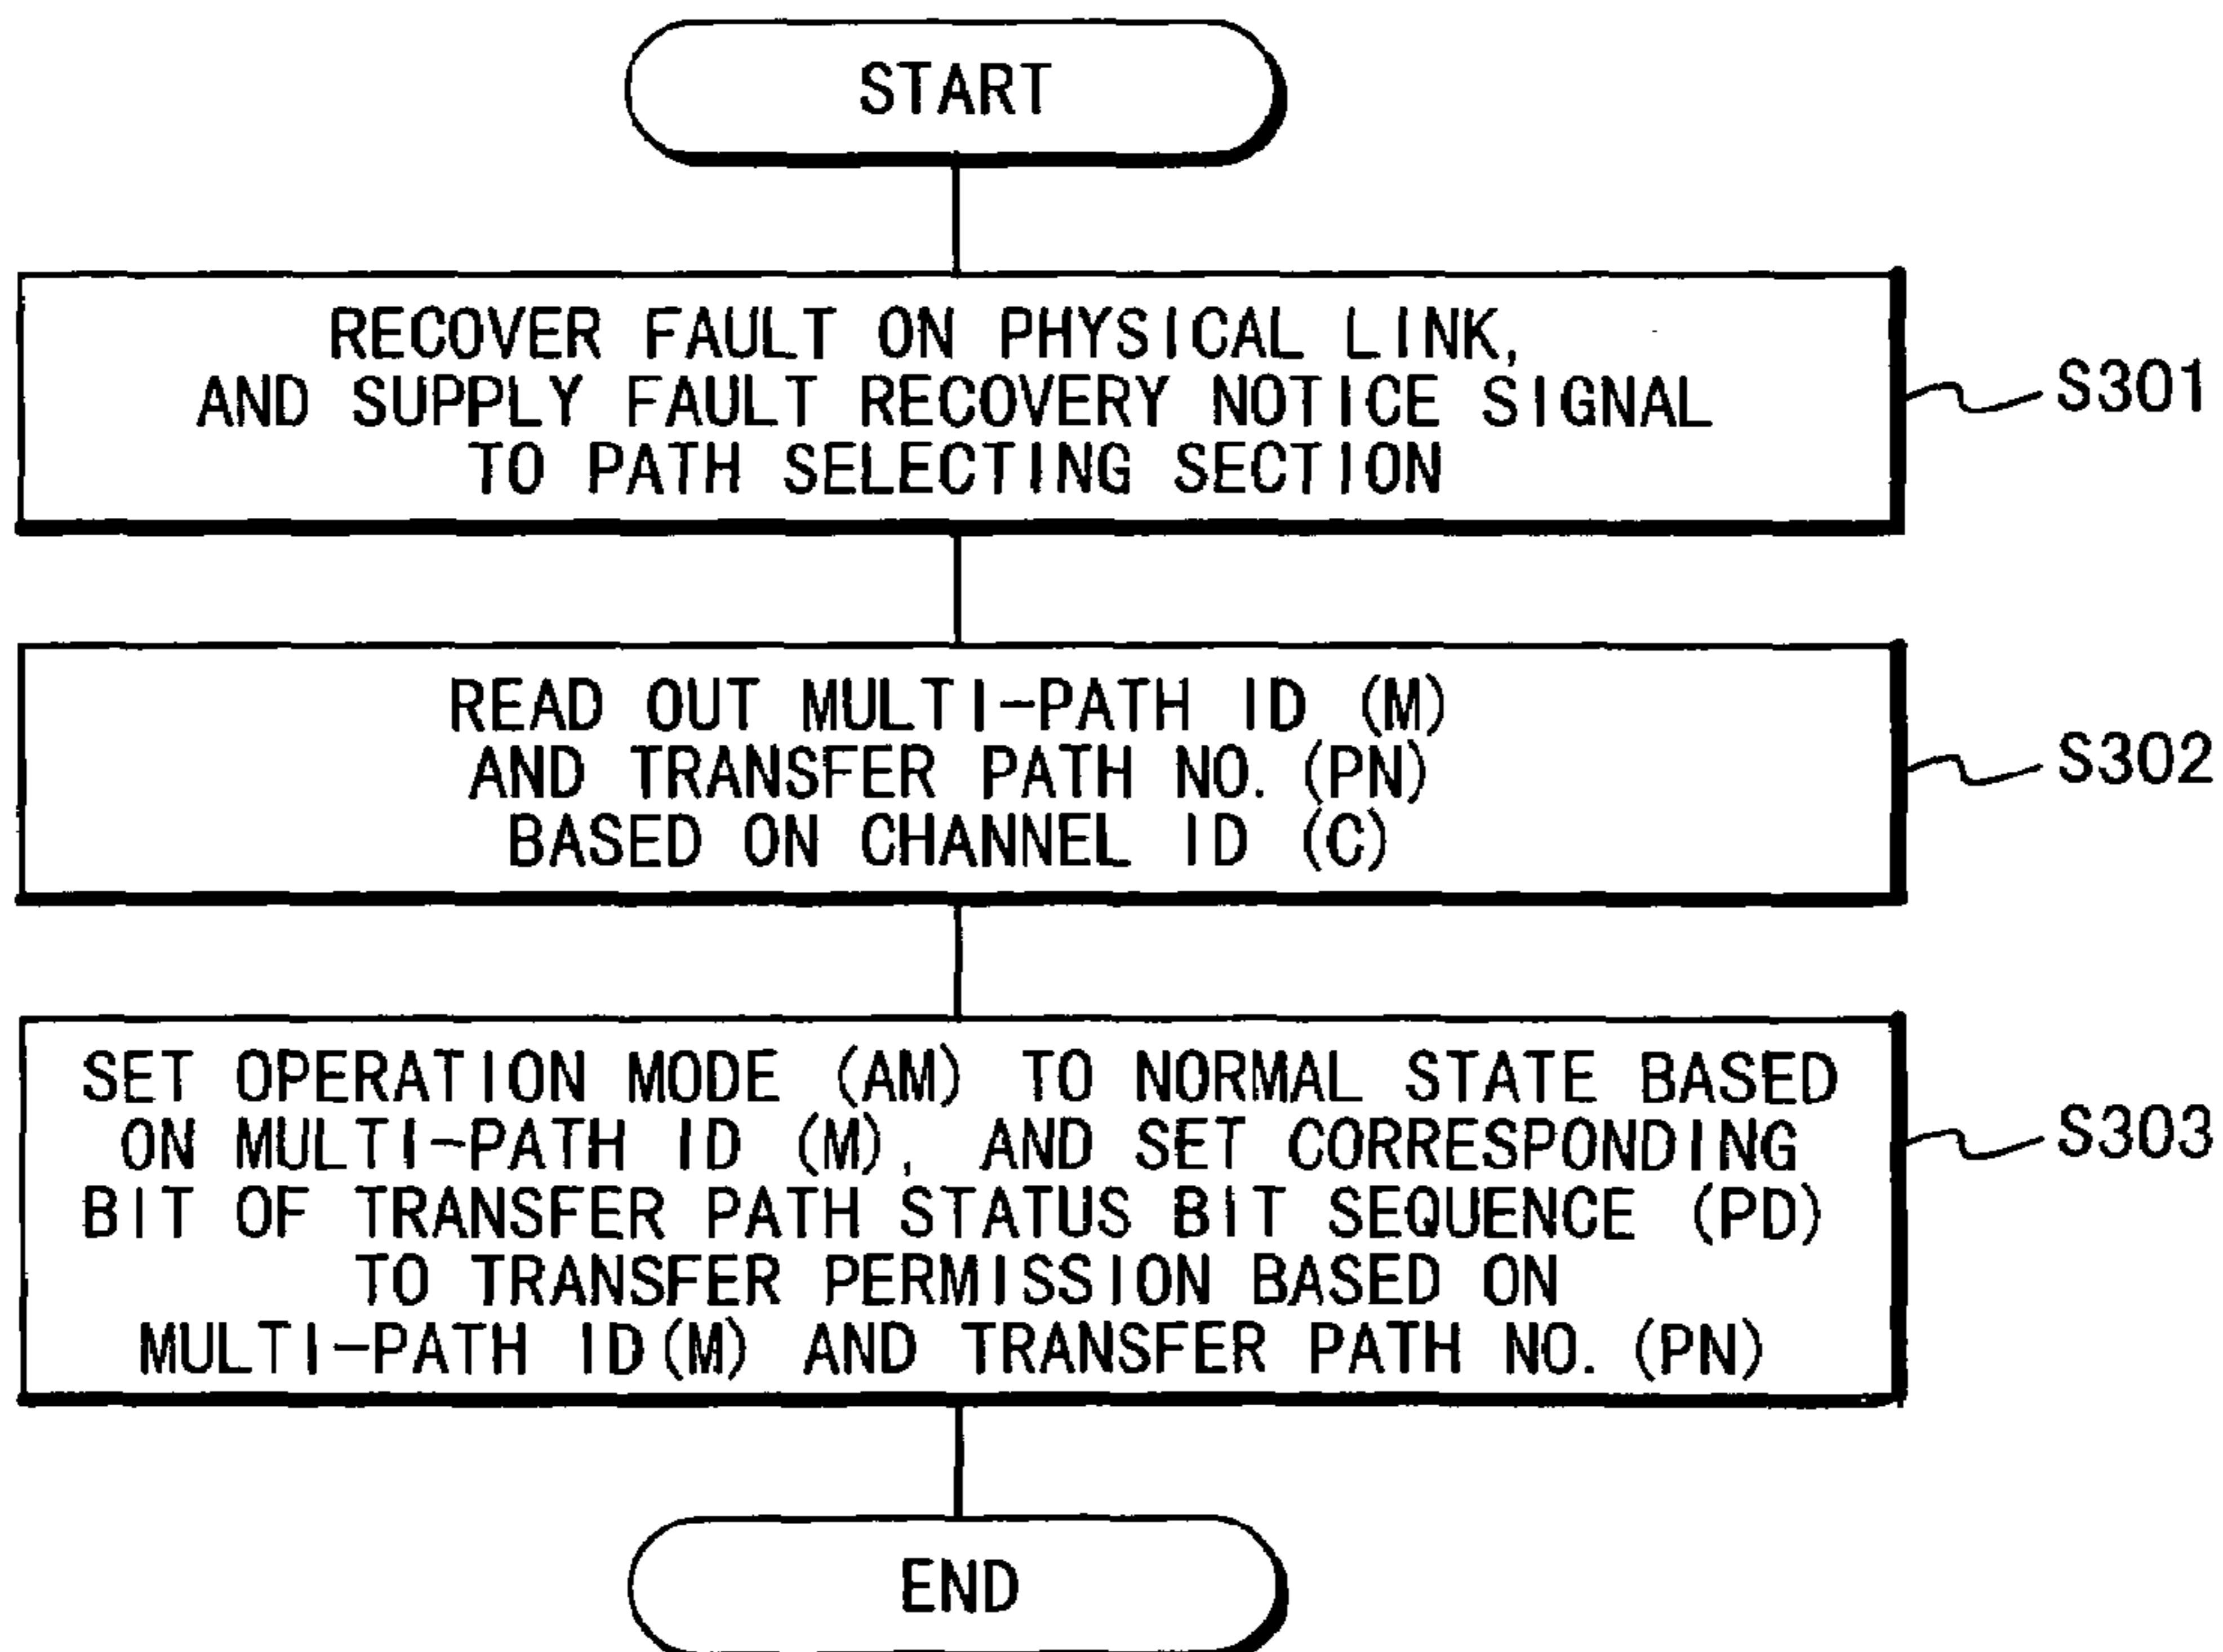 START
RECOVER FAULT ON PHYSICAL LINK,
AND SUPPLY FAULT RECOVERY NOTICE SIGNAL
TO PATH SELECTING SECTION
S301
READ OUT MULTI-PATH ID (M)
AND TRANSFER PATH NO. (PN)
BASED ON CHANNEL ID (C)
S302
SET OPERATION MODE (AM) TO NORMAL STATE BASED
ON MULTI-PATH ID (M), AND SET CORRESPONDING
BIT OF TRANSFER PATH STATUS BIT SEQUENCE (PD)
TO TRANSFER PERMISSION BASED ON
MULTI-PATH ID(M) AND TRANSFER PATH NO. (PN)
S303
END